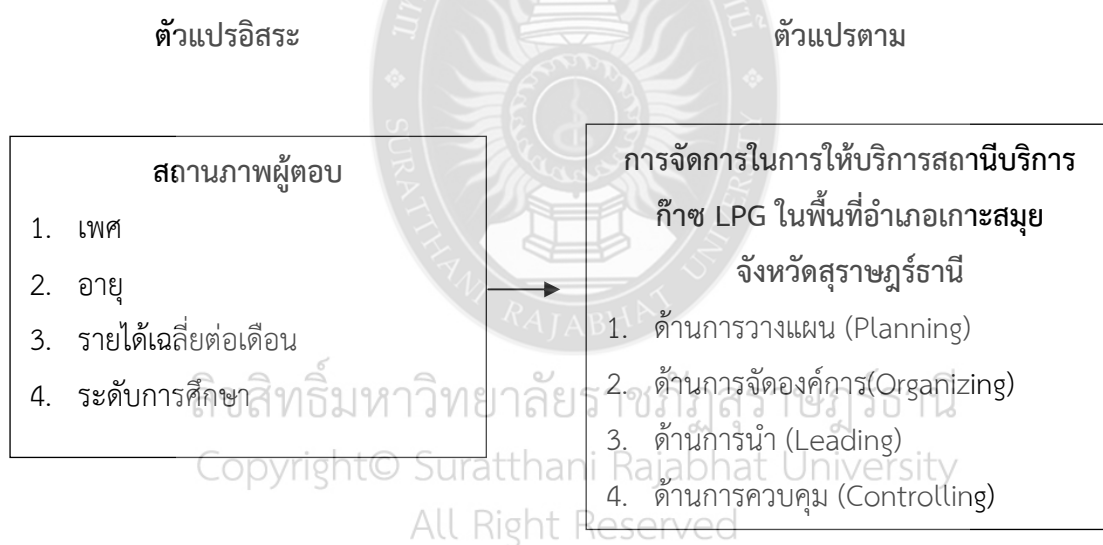 ตัวแปรอิสระ
ตัวแปรตาม
สถานภาพผู้ตอบ
1. เพศ
2. อายุ
3. รายได้เฉลี่ยต่อเดือน
4. ระดับการศึกษา
การจัดการในการให้บริการสถานีบริการ
ก๊าซ LPG ในพื้นที่อำเภอเกาะสมุย
จังหวัดสุราษฎร์ธานี
1. ด้านการวางแผน (Planning)
2. ด้านการจัดองค์การ(Organizing)
3. ด้านการนำ (Leading)
4. ด้านการควบคุม (Controlling)
SURATTHANI RAJABHAT UNIVERSITY
ลิขสิทธิ์มหาวิทยาลัยราชภัฏสุราษฎร์ธานี
Copyright© Suratthani Rajabhat University
All Right Reserved